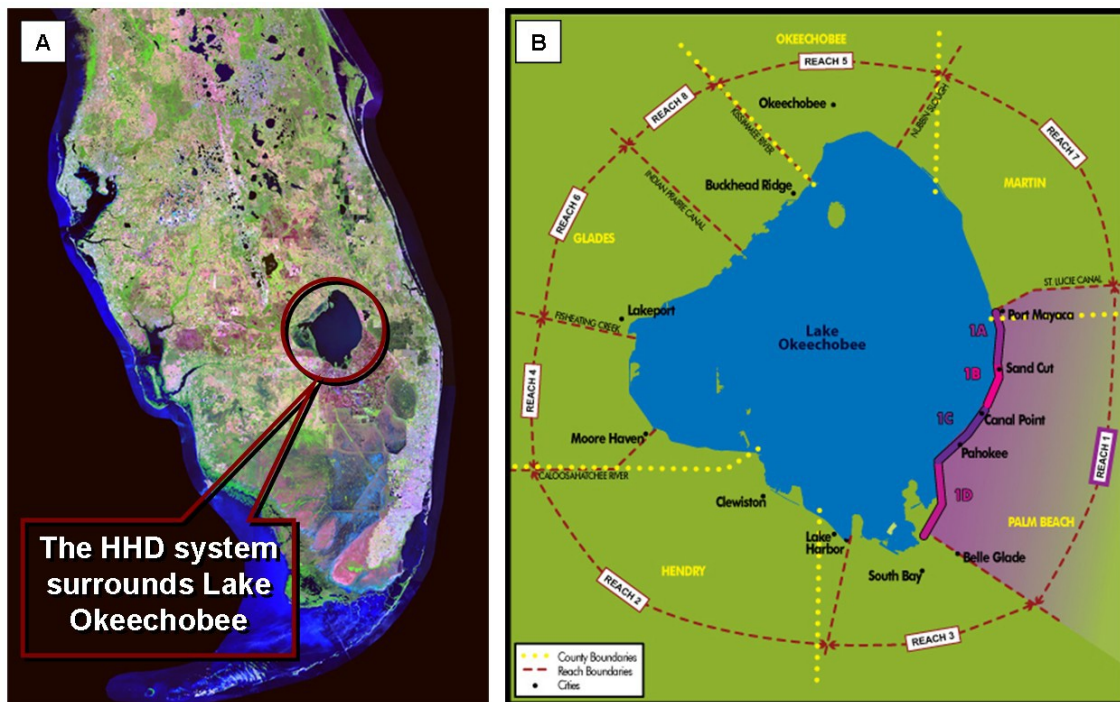 A
The HHD system
surrounds Lake
Okeechobee
B
OKEECHOBEE
REACH 5
REACH 8
Okeechobee
KISSIMMEE RIVER
NUBBIN SLOUGH
REACH 7
Buckhead Ridge
MARTIN
INDIAN PRAIRIE CANAL
REACH 6
GLADES
ST. LUCIE CANAL
Lakeport
Port Mayaca
FISHEATING CREEK
1A
Lake
Okeechobee
1B
Sand Cut
REACH 4
1C
Canal Point
REACH 1
Moore Haven
Pahokee
CALOOSAHATCHEE RIVER
1D
Clewiston
PALM BEACH
Lake
Harbor
Belle Glade
HENDRY
South Bay
REACH 2
REACH 3
County Boundaries
Reach Boundaries
Cities